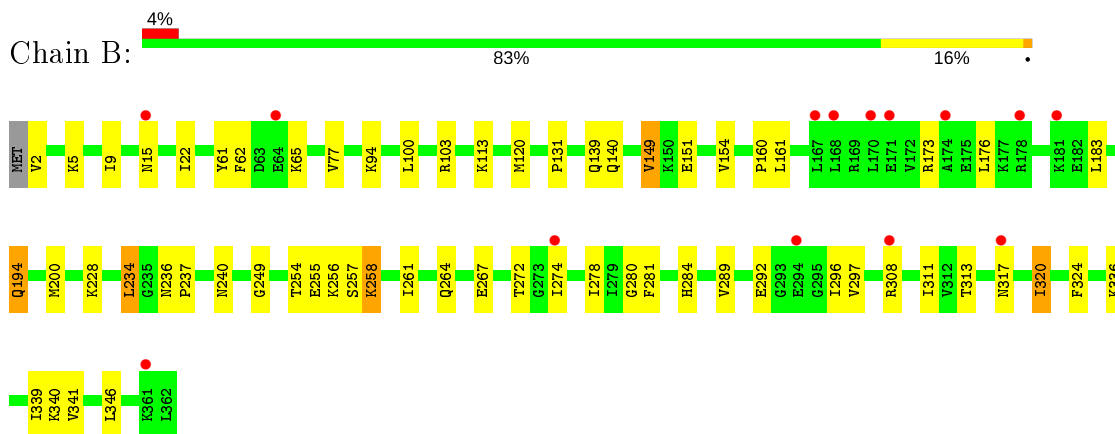 4%
Chain B:
83% 16% •
MET V2 K5 I9 N15 I22 Y61 F62 D63 E64 K65 V77 K94 L100 R103 K113 M120 P131 Q139 Q140 V149 K150 E151 V154 P160 L161 L167 L168 R169 L170 E171 V172 R173 A174 E175 L176 K177 R178 K181 E182 L183
Q194 M200 K228 L234 G235 N236 P237 N240 G249 T254 E255 K256 S257 K258 I261 Q264 E267 T272 G273 I274 I278 I279 G280 F281 H284 V289 E292 G293 E294 G295 I296 V297 R308 I311 V312 T313 N317 I320 F324 K336
I339 K340 V341 L346 K361 L362